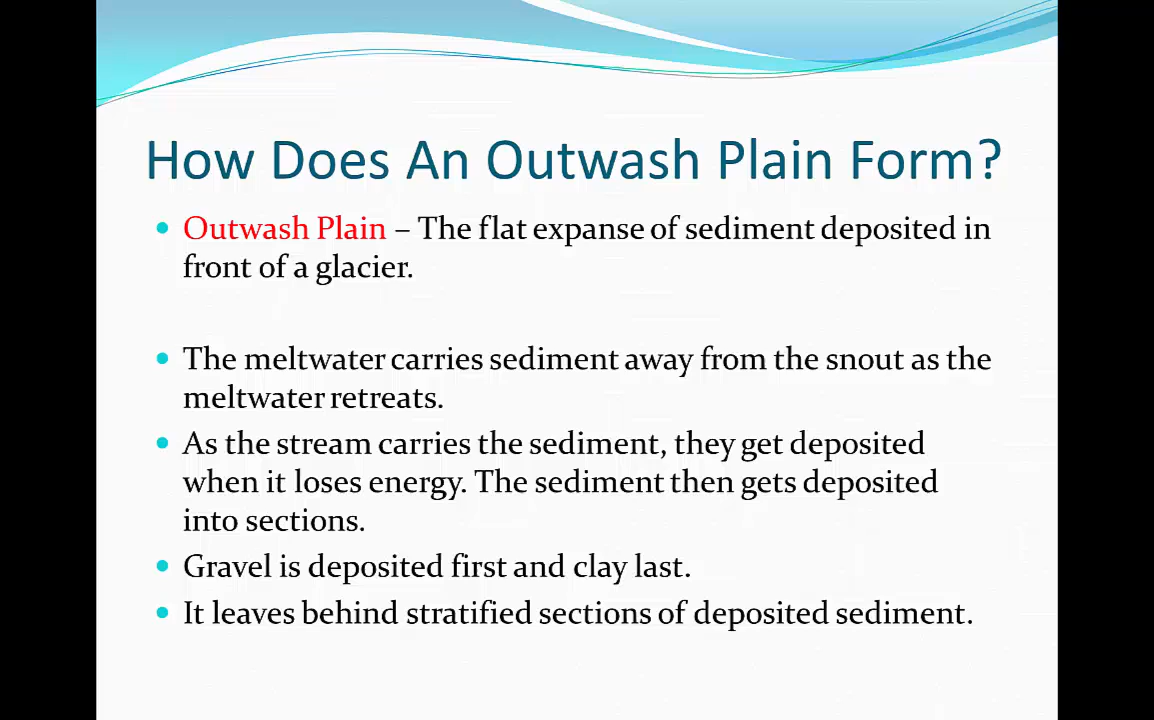 How Does An Outwash Plain Form?
• Outwash Plain – The flat expanse of sediment deposited in
front of a glacier.
• The meltwater carries sediment away from the snout as the
meltwater retreats.
• As the stream carries the sediment, they get deposited
when it loses energy. The sediment then gets deposited
into sections.
• Gravel is deposited first and clay last.
• It leaves behind stratified sections of deposited sediment.